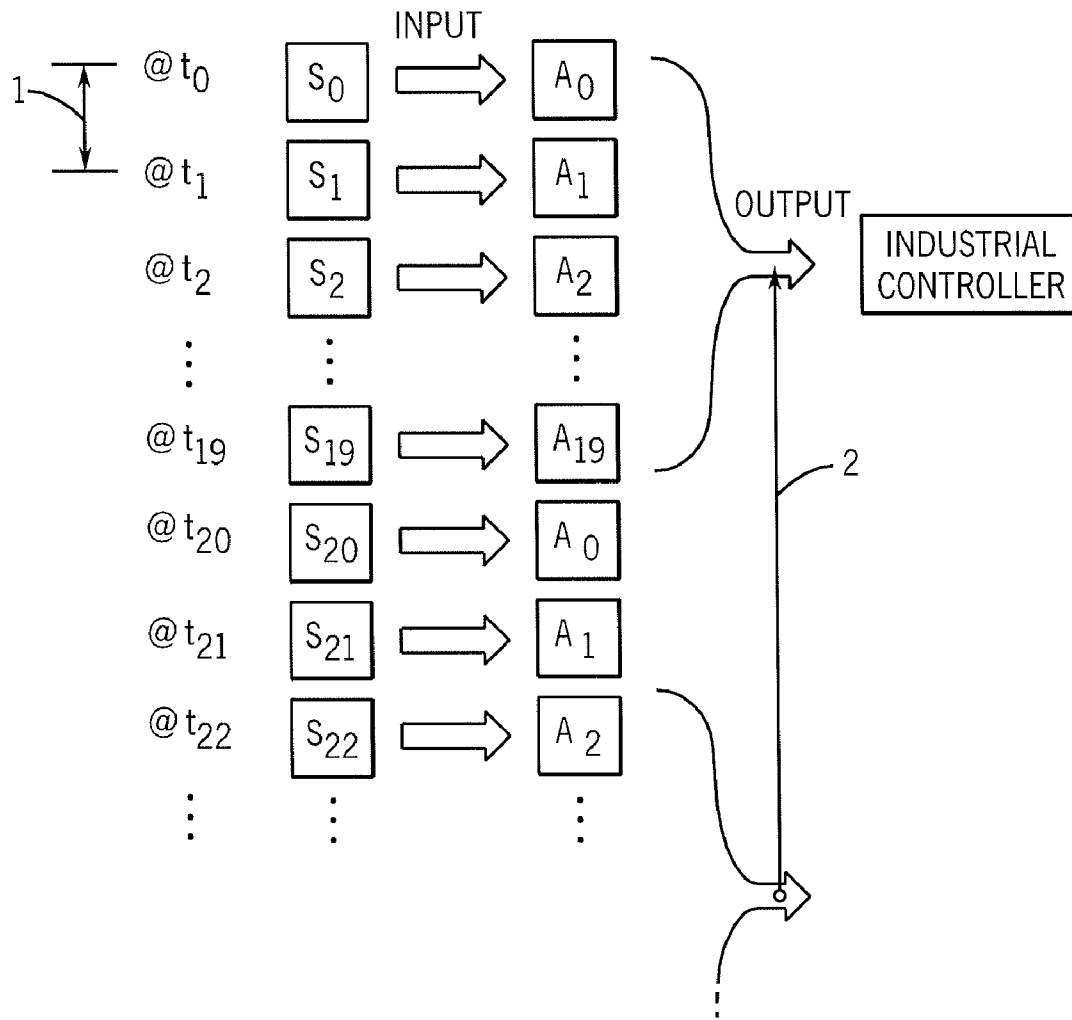 INPUT
1 @t₀ S₀ A₀
@t₁ S₁ A₁
OUTPUT
INDUSTRIAL
CONTROLLER
@t₂ S₂ A₂
@t₁₉ S₁₉ A₁₉
2
@t₂₀ S₂₀ A₀
@t₂₁ S₂₁ A₁
@t₂₂ S₂₂ A₂